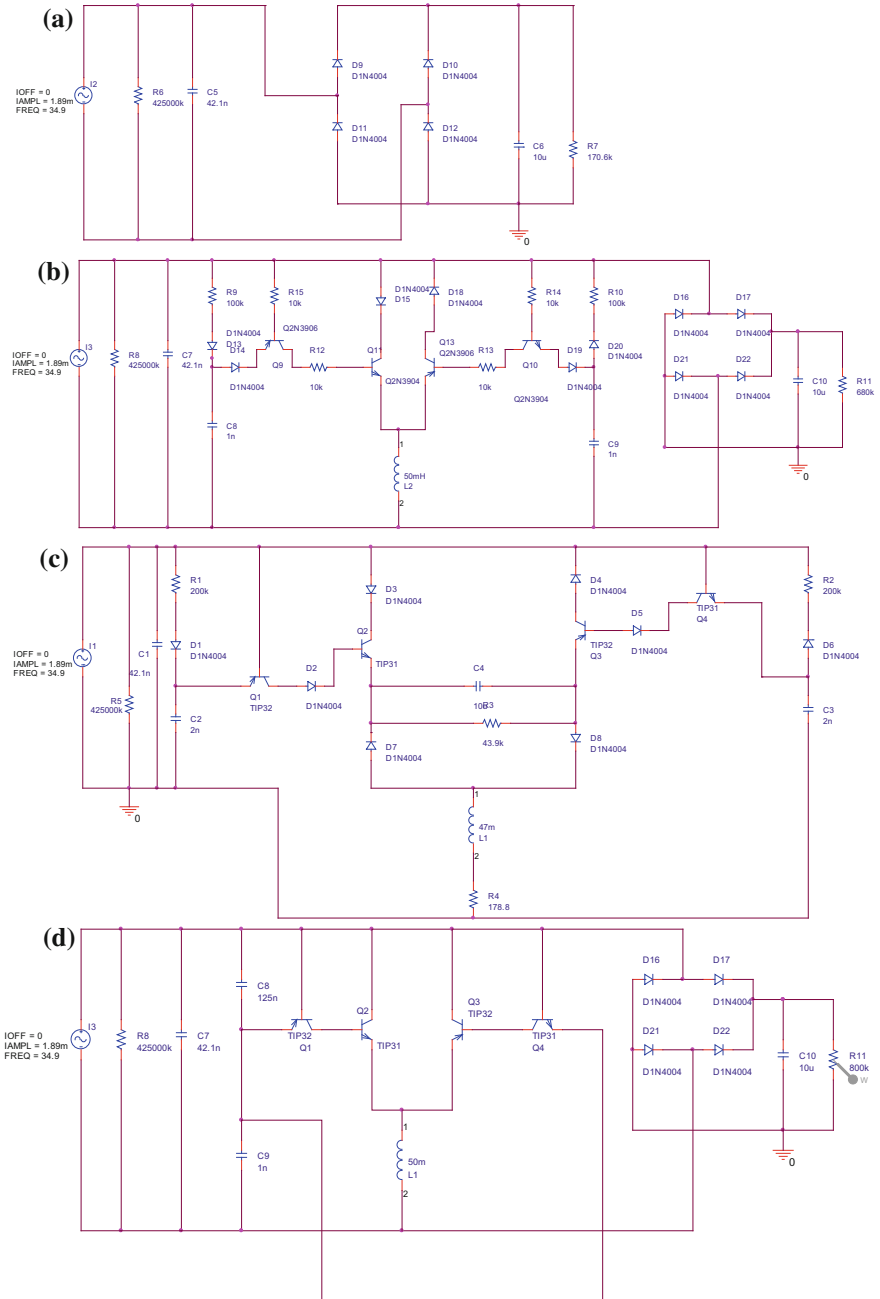 (a)
I2
IOFF = 0
IAMPL = 1.89m
FREQ = 34.9
R6
425000k
C5
42.1n
D9
D1N4004
D10
D1N4004
D11
D1N4004
D12
D1N4004
C6
10u
R7
170.6k
0
(b)
I3
IOFF = 0
IAMPL = 1.89m
FREQ = 34.9
R8
425000k
C7
42.1n
R9
100k
D1N4004
D13
D14
D1N4004
C8
1n
R15
10k
Q2N3906
Q9
R12
10k
D1N4004
D15
Q11
Q2N3904
D18
D1N4004
Q13
Q2N3906
R13
10k
R14
10k
Q10
Q2N3904
D19
D1N4004
R10
100k
D20
D1N4004
C9
1n
1
50mH
L2
2
D16
D1N4004
D17
D1N4004
D21
D1N4004
D22
D1N4004
C10
10u
R11
680k
0
(c)
I1
IOFF = 0
IAMPL = 1.89m
FREQ = 34.9
R5
425000k
C1
42.1n
R1
200k
D1
D1N4004
C2
2n
Q1
TIP32
D2
D1N4004
D3
D1N4004
Q2
TIP31
C4
R3
43.9k
D7
D1N4004
D4
D1N4004
TIP32
Q3
D5
D1N4004
TIP31
Q4
R2
200k
D6
D1N4004
C3
2n
D8
D1N4004
1
47m
L1
2
R4
178.8
0
(d)
I3
IOFF = 0
IAMPL = 1.89m
FREQ = 34.9
R8
425000k
C7
42.1n
C8
125n
C9
1n
TIP32
Q1
Q2
TIP31
Q3
TIP32
TIP31
Q4
1
50m
L1
2
D16
D1N4004
D17
D1N4004
D21
D1N4004
D22
D1N4004
C10
10u
R11
800k
W
0